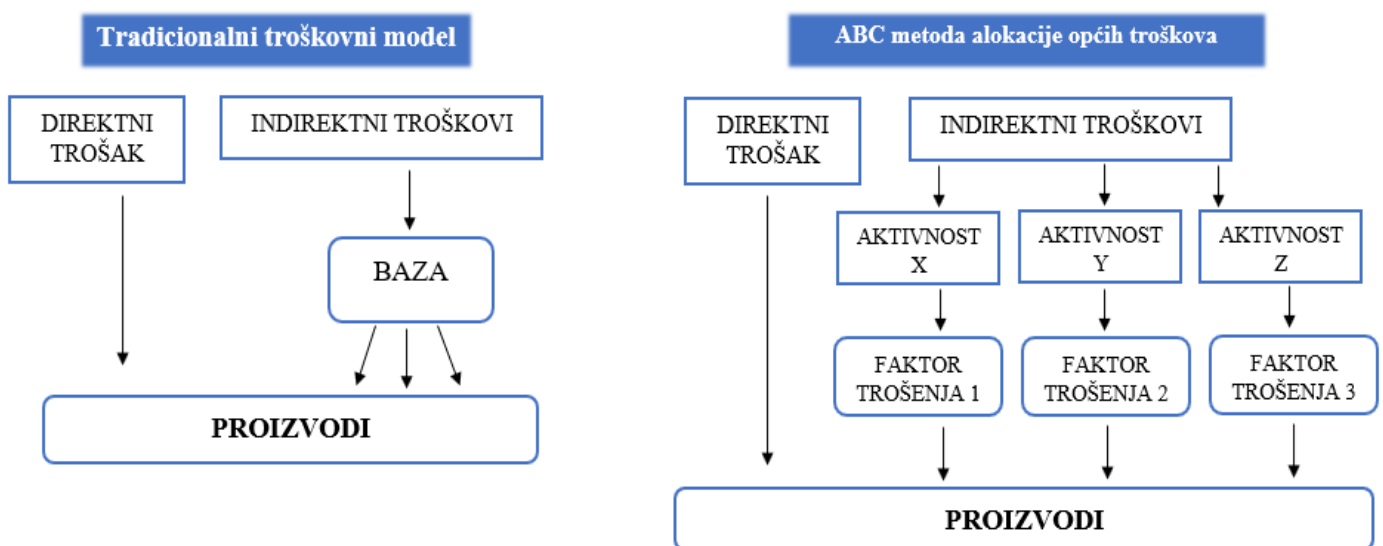 Tradicionalni troškovni model
DIREKTNI
TROŠAK
INDIREKTNI TROŠKOVI
BAZA
PROIZVODI
ABC metoda alokacije općih troškova
DIREKTNI
TROŠAK
INDIREKTNI TROŠKOVI
AKTIVNOST
X
AKTIVNOST
Y
AKTIVNOST
Z
FAKTOR
TROŠENJA 1
FAKTOR
TROŠENJA 2
FAKTOR
TROŠENJA 3
PROIZVODI